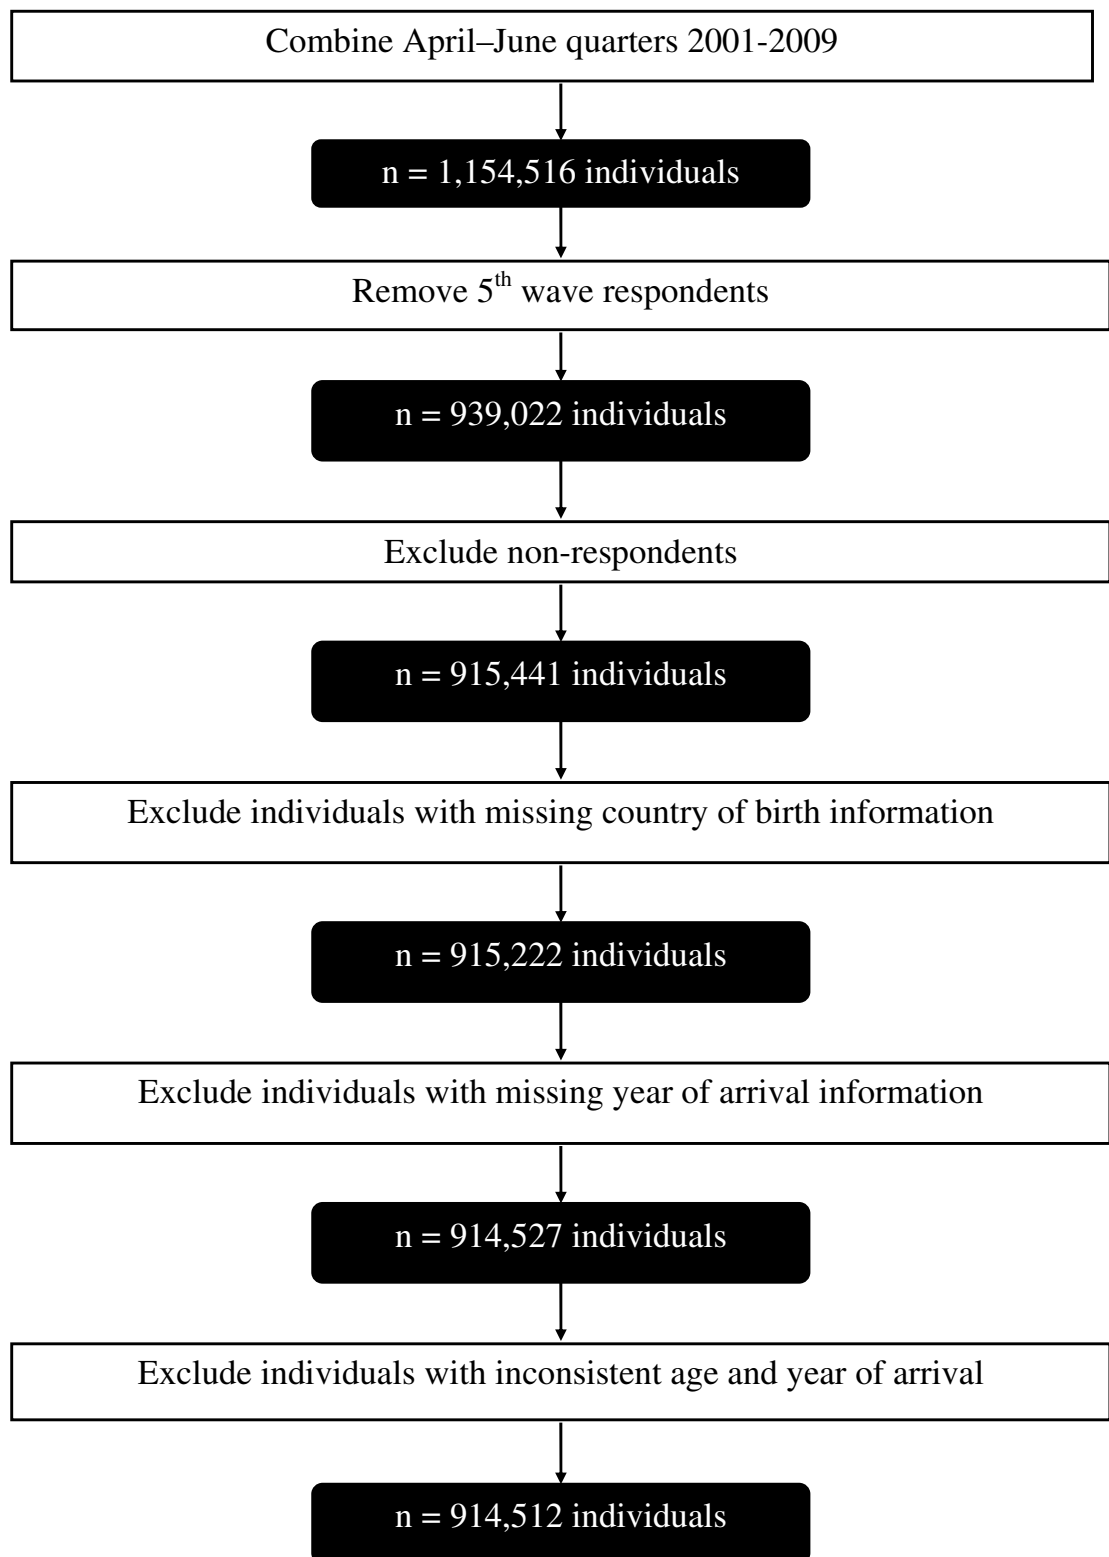 Combine April–June quarters 2001-2009
n = 1,154,516 individuals
Remove 5th wave respondents
n = 939,022 individuals
Exclude non-respondents
n = 915,441 individuals
Exclude individuals with missing country of birth information
n = 915,222 individuals
Exclude individuals with missing year of arrival information
n = 914,527 individuals
Exclude individuals with inconsistent age and year of arrival
n = 914,512 individuals